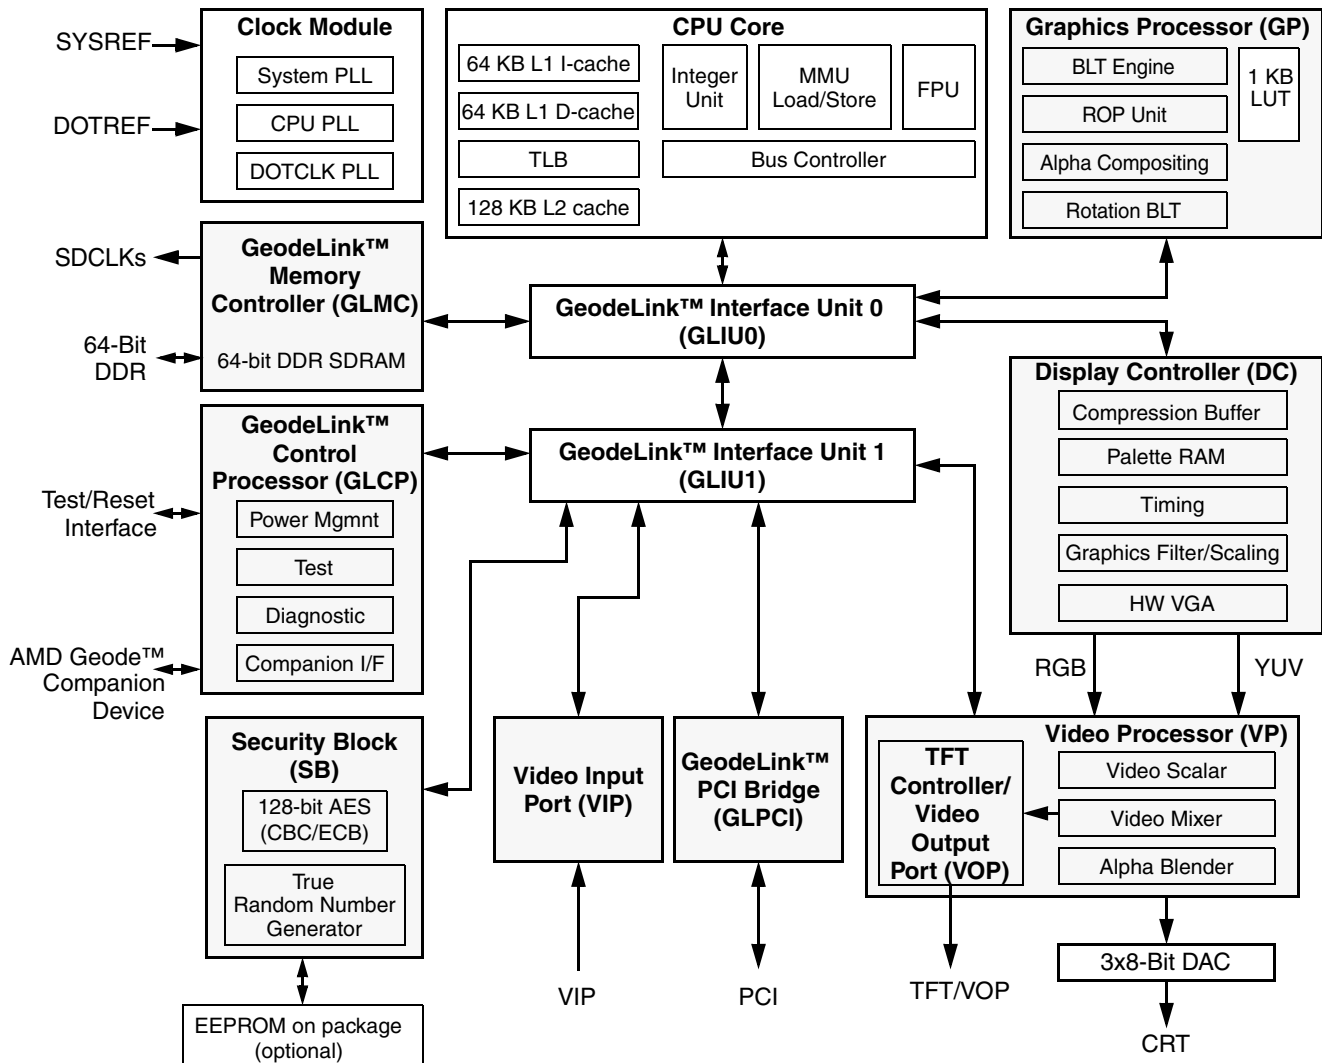 SYSREF
DOTREF
Clock Module
System PLL
CPU PLL
DOTCLK PLL
CPU Core
64 KB L1 I-cache
64 KB L1 D-cache
TLB
128 KB L2 cache
Integer
Unit
MMU
Load/Store
FPU
Bus Controller
Graphics Processor (GP)
BLT Engine
ROP Unit
Alpha Compositing
Rotation BLT
1 KB
LUT
SDCLKs
64-Bit
DDR
GeodeLink™
Memory
Controller (GLMC)
64-bit DDR SDRAM
GeodeLink™ Interface Unit 0
(GLIU0)
Display Controller (DC)
Compression Buffer
Palette RAM
Timing
Graphics Filter/Scaling
HW VGA
Test/Reset
Interface
AMD Geode™
Companion
Device
GeodeLink™
Control
Processor (GLCP)
Power Mgmnt
Test
Diagnostic
Companion I/F
GeodeLink™ Interface Unit 1
(GLIU1)
RGB
YUV
Security Block
(SB)
128-bit AES
(CBC/ECB)
True
Random Number
Generator
Video Input
Port (VIP)
GeodeLink™
PCI Bridge
(GLPCI)
Video Processor (VP)
TFT
Controller/
Video
Output
Port (VOP)
Video Scalar
Video Mixer
Alpha Blender
3x8-Bit DAC
EEPROM on package
(optional)
VIP
PCI
TFT/VOP
CRT